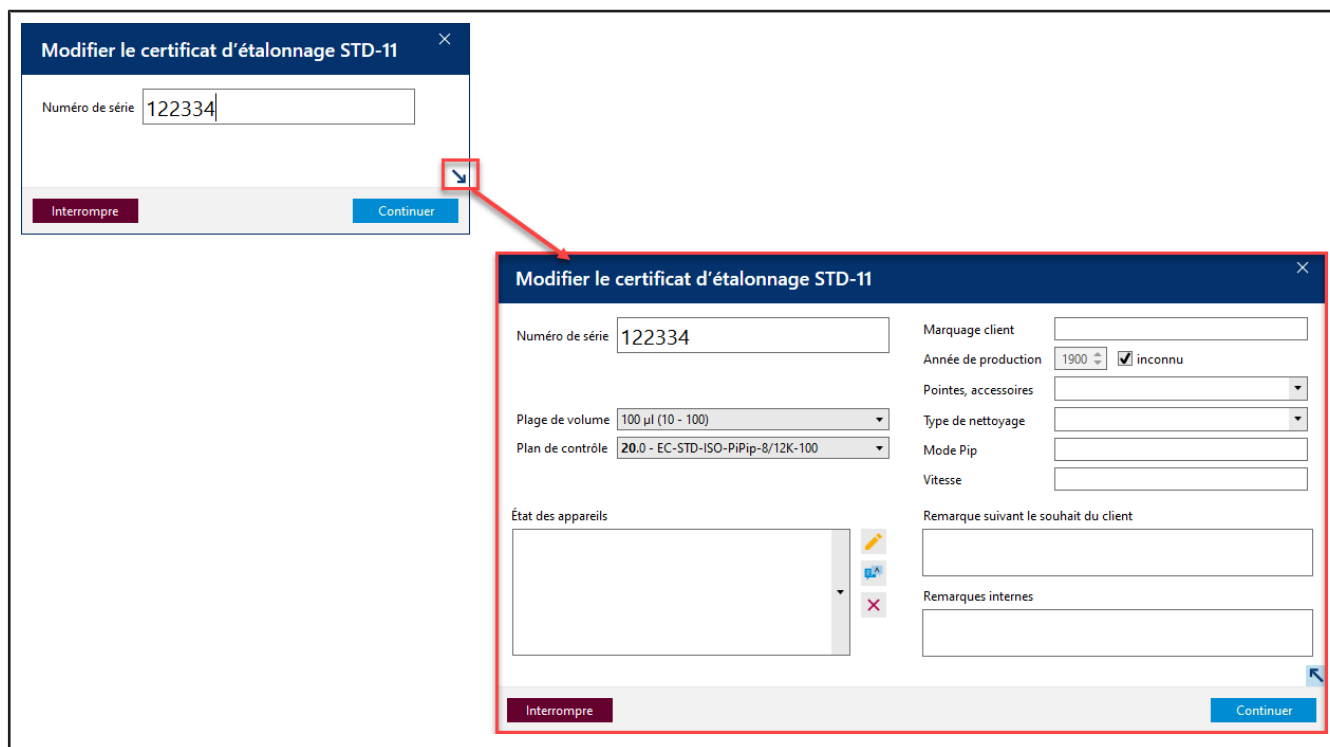 Modifier le certificat d'étalonnage STD-11
Numéro de série 122334
Interrompre Continuer
Modifier le certificat d'étalonnage STD-11
Numéro de série 122334
Plage de volume 100 µl (10 - 100)
Plan de contrôle 20.0 - EC-STD-ISO-PiPip-8/12K-100
État des appareils
Marquage client
Année de production 1900 inconnu
Pointes, accessoires
Type de nettoyage
Mode Pip
Vitesse
Remarque suivant le souhait du client
Remarques internes
Interrompre Continuer